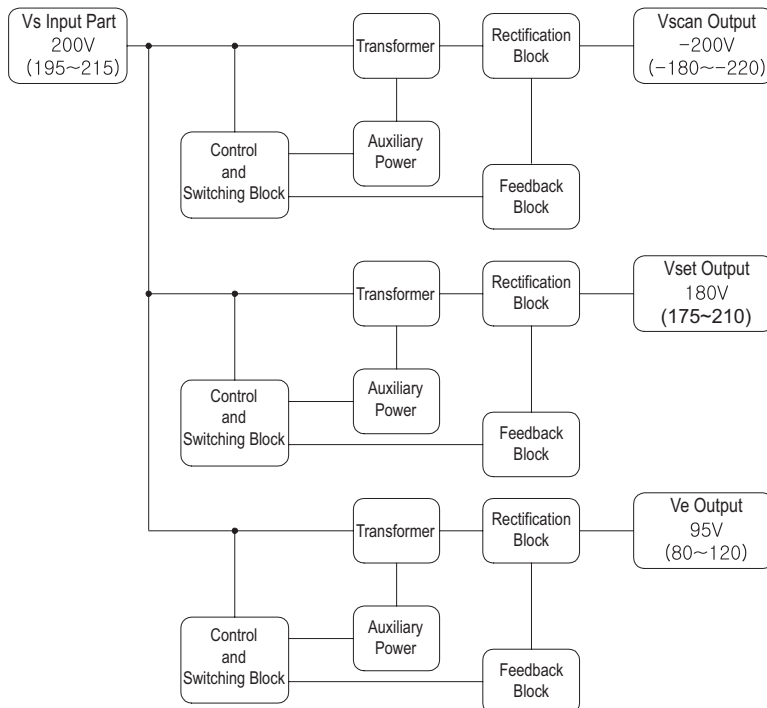 Vs Input Part
200V
(195~215)
Transformer
Rectification
Block
Vscan Output
-200V
(-180~-220)
Control
and
Switching Block
Auxiliary
Power
Feedback
Block
Transformer
Rectification
Block
Vset Output
180V
(175~210)
Control
and
Switching Block
Auxiliary
Power
Feedback
Block
Transformer
Rectification
Block
Ve Output
95V
(80~120)
Control
and
Switching Block
Auxiliary
Power
Feedback
Block